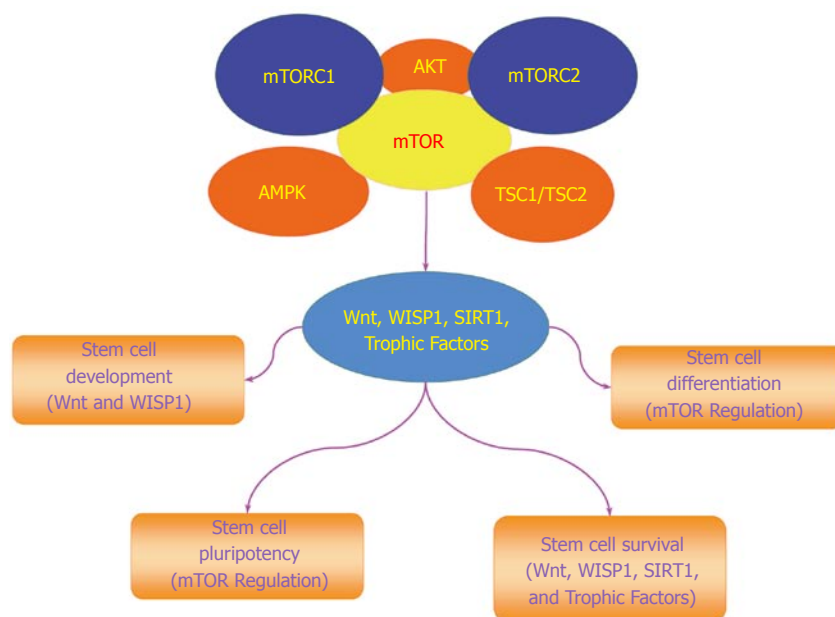 mTORC1
AKT
mTORC2
mTOR
AMPK
TSC1/TSC2
Wnt, WISP1, SIRT1,
Trophic Factors
Stem cell
development
(Wnt and WISP1)
Stem cell
differentiation
(mTOR Regulation)
Stem cell
pluripotency
(mTOR Regulation)
Stem cell survival
(Wnt, WISP1, SIRT1,
and Trophic Factors)